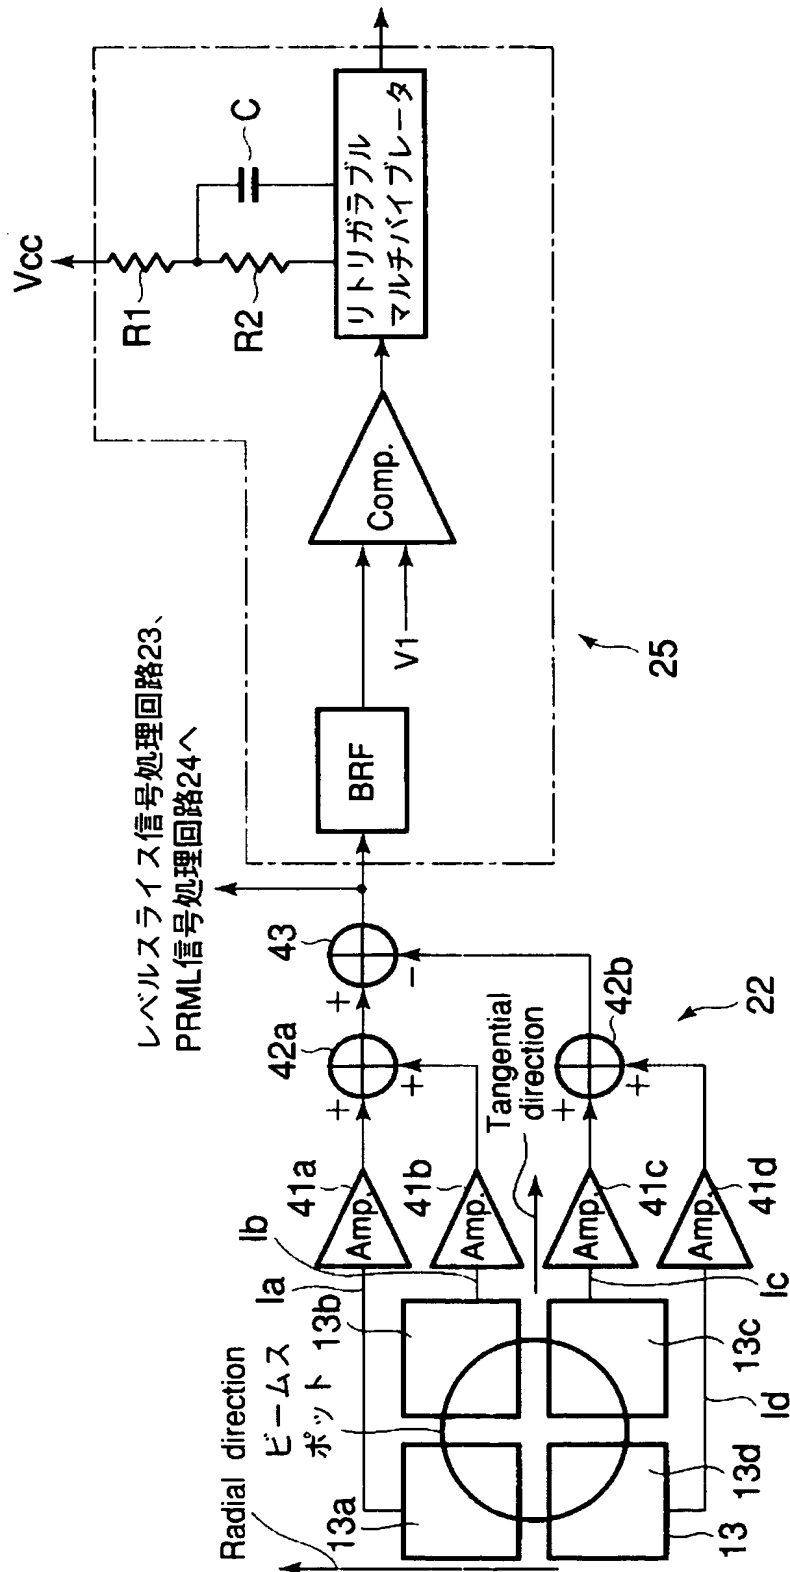 Vcc
R1
R2
C
リトリガラブル
マルチバイブレータ
Comp.
V1
BRF
25
レベルスライス信号処理回路23、
PRML信号処理回路24へ
43
+
−
42a
+
+
42b
+
+
22
Tangential
direction
41a
Amp.
41b
Amp.
41c
Amp.
41d
Amp.
Ia
Ib
Ic
Id
Radial direction
ビームス
ポット
13a
13b
13c
13d
13